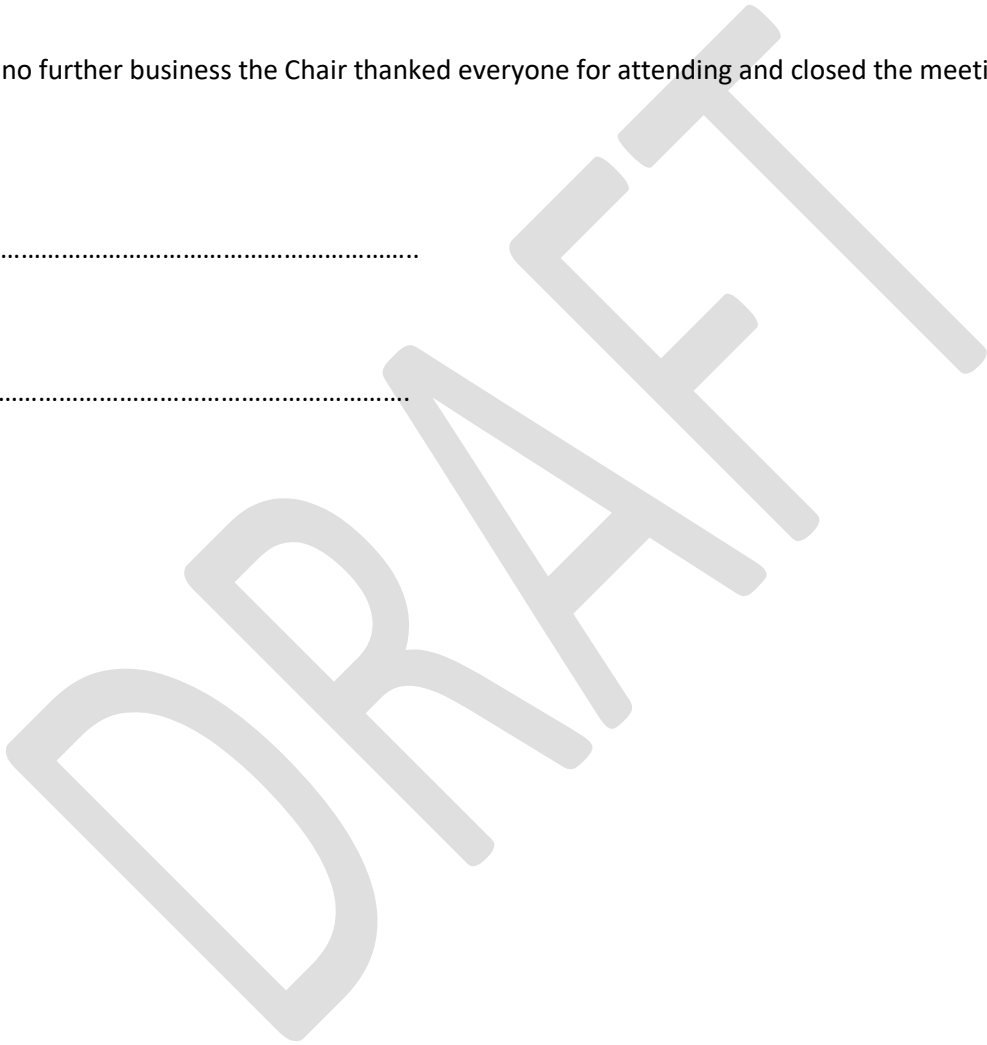 no further business the Chair thanked everyone for attending and closed the meeti
………………………………………………………..
……………………………………………………….
DRAFT